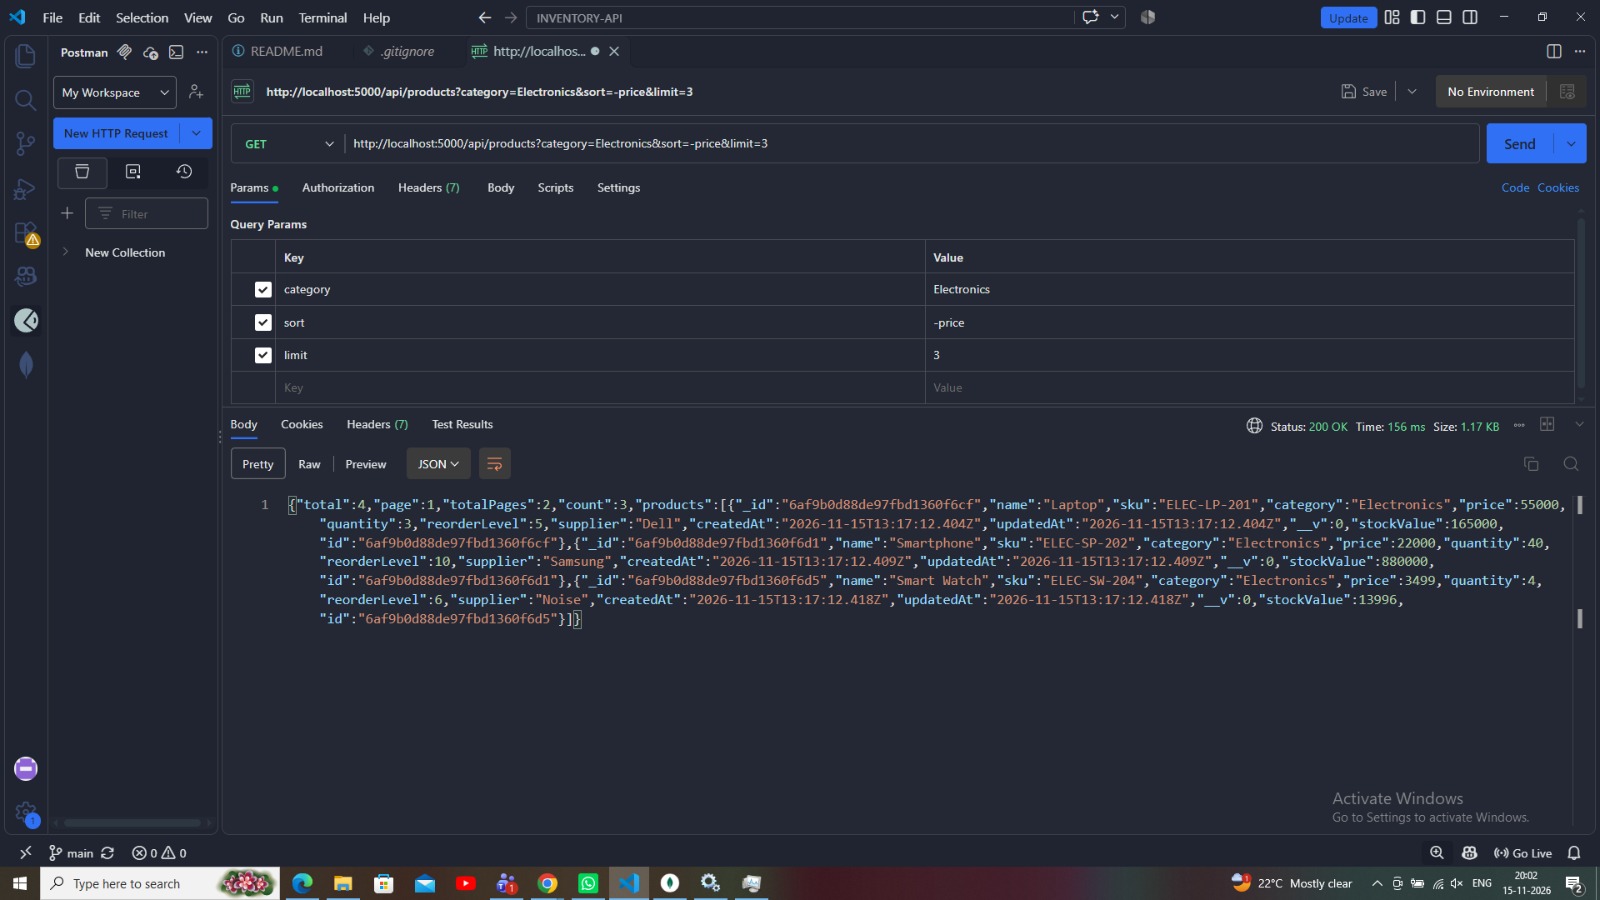 File Edit Selection View Go Run Terminal Help
INVENTORY-API
Update
Postman
README.md
.gitignore
HTTP http://localhos...
My Workspace
HTTP http://localhost:5000/api/products?category=Electronics&sort=-price&limit=3
Save
No Environment
New HTTP Request
GET
http://localhost:5000/api/products?category=Electronics&sort=-price&limit=3
Send
Params Authorization Headers (7) Body Scripts Settings
Code Cookies
Filter
Query Params
New Collection
Key Value
category Electronics
sort -price
limit 3
Key Value
Body Cookies Headers (7) Test Results
Status: 200 OK Time: 156 ms Size: 1.17 KB
Pretty Raw Preview JSON
1 {"total":4,"page":1,"totalPages":2,"count":3,"products":[{"_id":"6af9b0d88de97fbd1360f6cf","name":"Laptop","sku":"ELEC-LP-201","category":"Electronics","price":55000,
"quantity":3,"reorderLevel":5,"supplier":"Dell","createdAt":"2026-11-15T13:17:12.404Z","updatedAt":"2026-11-15T13:17:12.404Z","__v":0,"stockValue":165000,
"id":"6af9b0d88de97fbd1360f6cf"},{"_id":"6af9b0d88de97fbd1360f6d1","name":"Smartphone","sku":"ELEC-SP-202","category":"Electronics","price":22000,"quantity":40,
"reorderLevel":10,"supplier":"Samsung","createdAt":"2026-11-15T13:17:12.409Z","updatedAt":"2026-11-15T13:17:12.409Z","__v":0,"stockValue":880000,
"id":"6af9b0d88de97fbd1360f6d1"},{"_id":"6af9b0d88de97fbd1360f6d5","name":"Smart Watch","sku":"ELEC-SW-204","category":"Electronics","price":3499,"quantity":4,
"reorderLevel":6,"supplier":"Noise","createdAt":"2026-11-15T13:17:12.418Z","updatedAt":"2026-11-15T13:17:12.418Z","__v":0,"stockValue":13996,
"id":"6af9b0d88de97fbd1360f6d5"}]}
Activate Windows
Go to Settings to activate Windows.
1
main 0 0
Go Live
Type here to search
1
22°C Mostly clear
ENG
20:02
15-11-2026
2